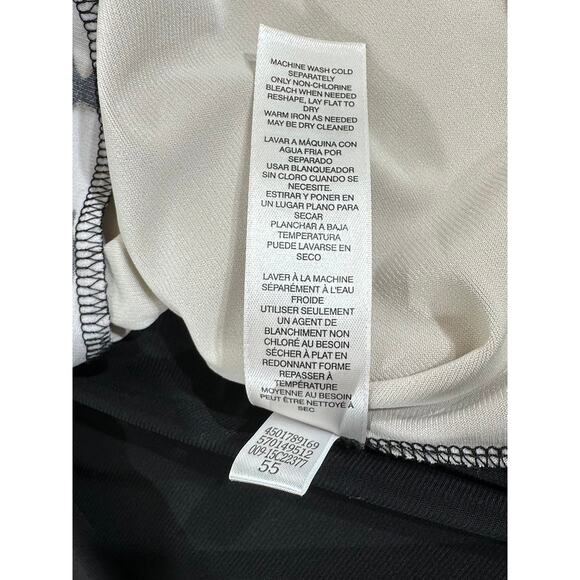 MACHINE WASH COLD
SEPARATELY
ONLY NON-CHLORINE
BLEACH WHEN NEEDED
RESHAPE, LAY FLAT TO
DRY
WARM IRON AS NEEDED
MAY BE DRY CLEANED
LAVAR A MÁQUINA CON
AGUA FRIA POR
SEPARADO
USAR BLANQUEADOR
SIN CLORO CUANDO SE
NECESITE.
ESTIRAR Y PONER EN
UN LUGAR PLANO PARA
SECAR
PLANCHAR A BAJA
TEMPERATURA
PUEDE LAVARSE EN
SECO
LAVER À LA MACHINE
SÉPARÉMENT À L'EAU
FROIDE
UTILISER SEULEMENT
UN AGENT DE
BLANCHIMENT NON
CHLORÉ AU BESOIN
SÉCHER À PLAT EN
REDONNANT FORME
REPASSER À
TEMPÉRATURE
MOYENNE AU BESOIN
PEUT ÊTRE NETTOYÉ À
SEC
4501789169
570149512
009-15C22377
55